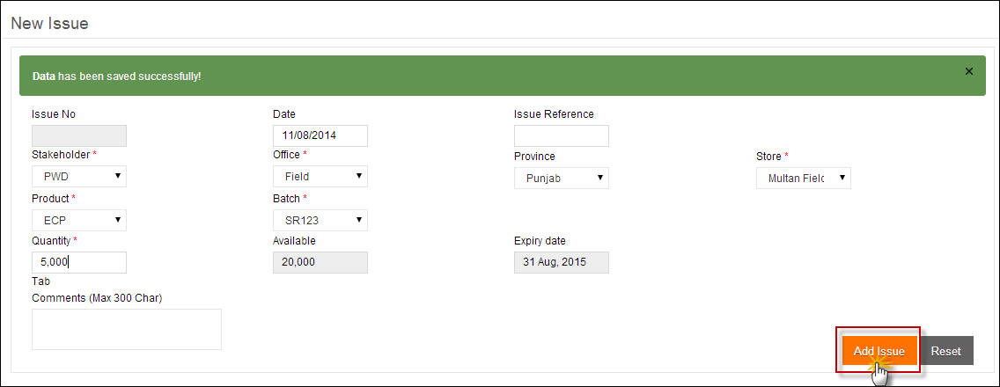 New Issue
Data has been saved successfully!
×
Issue No Date Issue Reference
11/08/2014
Stakeholder * Office * Province Store *
PWD Field Punjab Multan Field
Product * Batch *
ECP SR123
Quantity * Available Expiry date
5,000 20,000 31 Aug, 2015
Tab
Comments (Max 300 Char)
Add Issue Reset